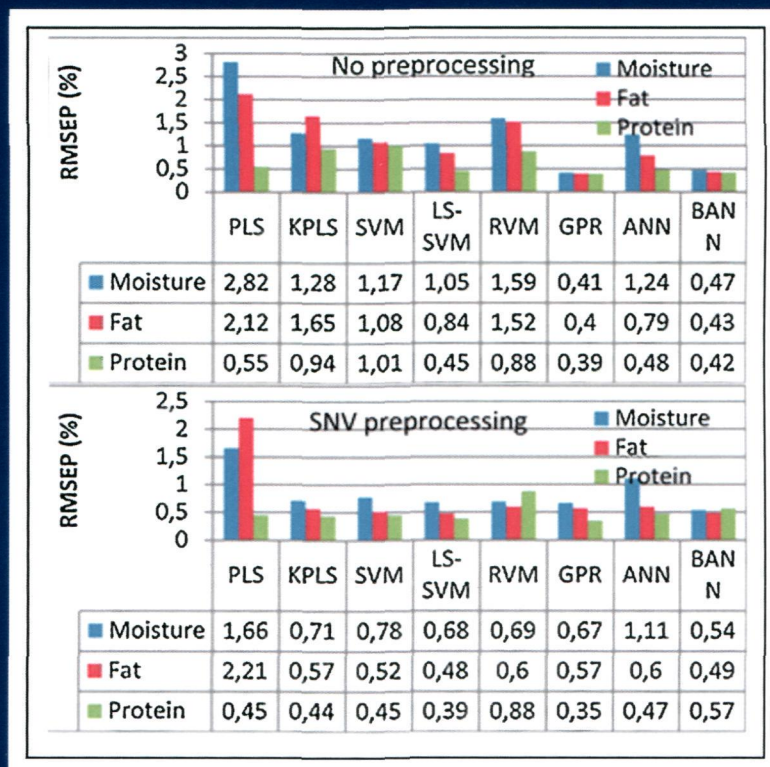 No preprocessing
RMSEP (%)
3
2,5
2
1,5
1
0,5
0
Moisture
Fat
Protein
PLS KPLS SVM LS-SVM RVM GPR ANN BANN
Moisture 2,82 1,28 1,17 1,05 1,59 0,41 1,24 0,47
Fat 2,12 1,65 1,08 0,84 1,52 0,4 0,79 0,43
Protein 0,55 0,94 1,01 0,45 0,88 0,39 0,48 0,42
SNV preprocessing
RMSEP (%)
2,5
2
1,5
1
0,5
0
Moisture
Fat
Protein
PLS KPLS SVM LS-SVM RVM GPR ANN BANN
Moisture 1,66 0,71 0,78 0,68 0,69 0,67 1,11 0,54
Fat 2,21 0,57 0,52 0,48 0,6 0,57 0,6 0,49
Protein 0,45 0,44 0,45 0,39 0,88 0,35 0,47 0,57